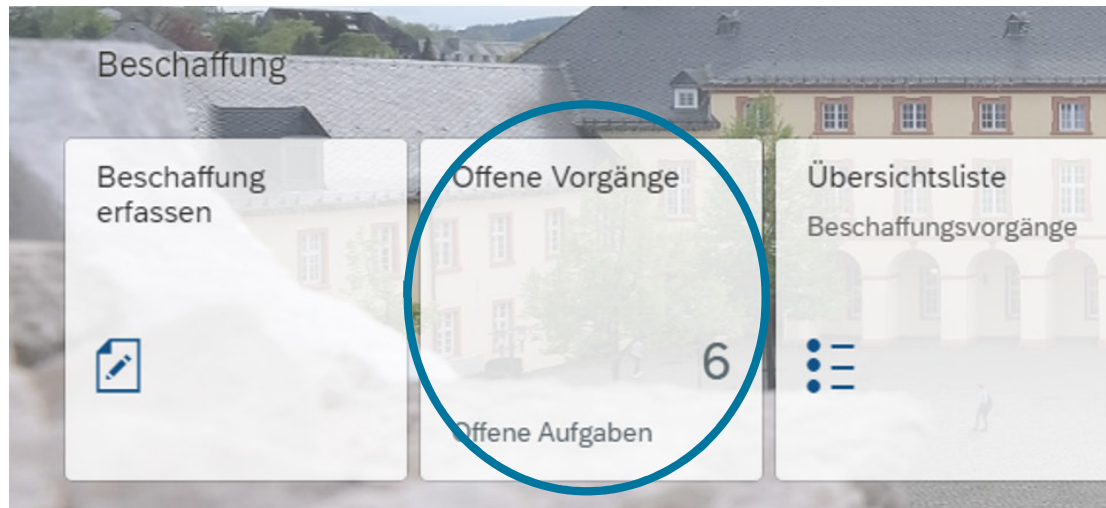 Beschaffung
Beschaffung
erfassen
Offene Vorgänge
6
Offene Aufgaben
Übersichtsliste
Beschaffungsvorgänge